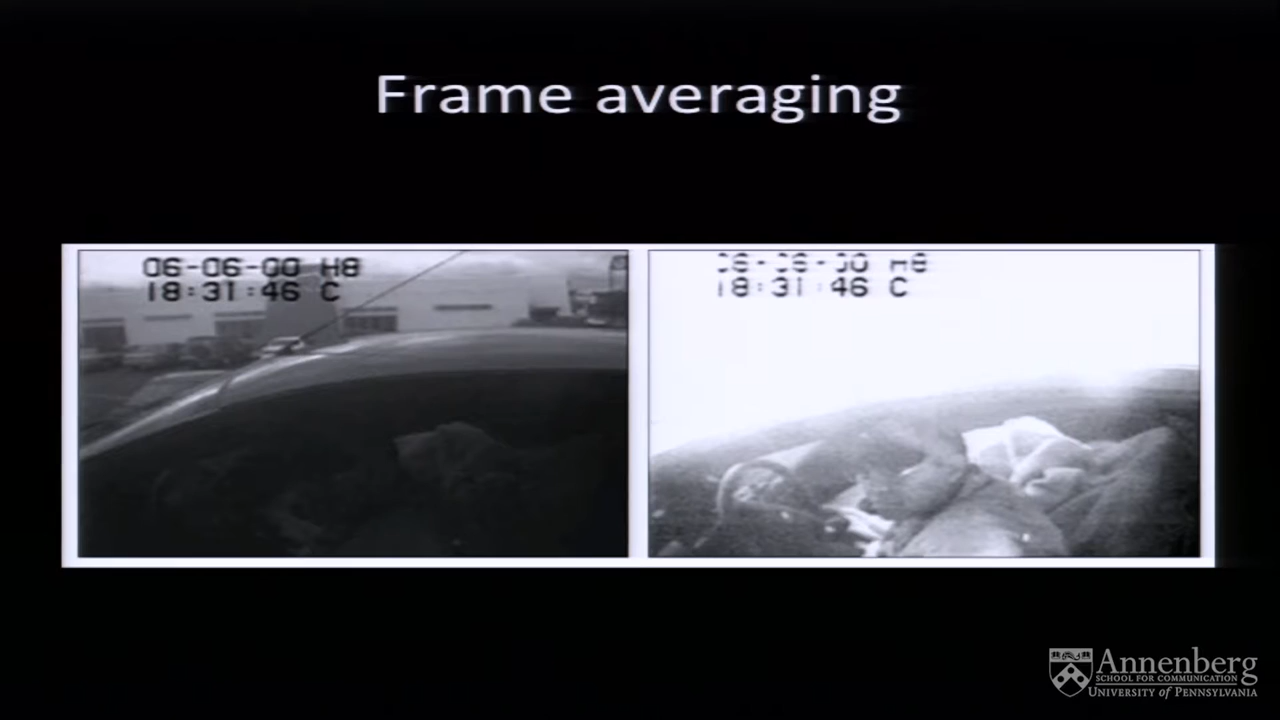 Frame averaging
06-06-00 H8
18:31:46 C
18:31:46 C
Annenberg
SCHOOL FOR COMMUNICATION
UNIVERSITY of PENNSYLVANIA